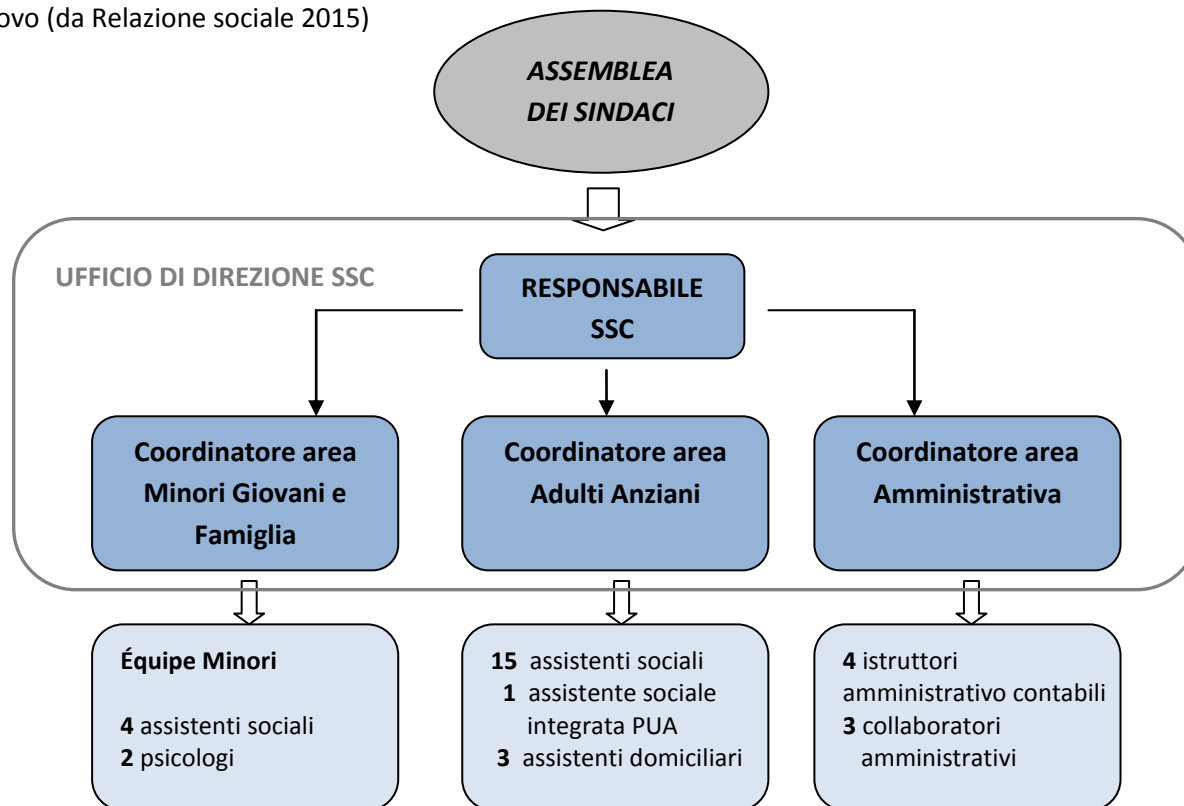 ovo (da Relazione sociale 2015)
ASSEMBLEA
DEI SINDACI
UFFICIO DI DIREZIONE SSC
RESPONSABILE
SSC
Coordinatore area
Minori Giovani e
Famiglia
Coordinatore area
Adulti Anziani
Coordinatore area
Amministrativa
Équipe Minori
4 assistenti sociali
2 psicologi
15 assistenti sociali
1 assistente sociale
integrata PUA
3 assistenti domiciliari
4 istruttori
amministrativo contabili
3 collaboratori
amministrativi